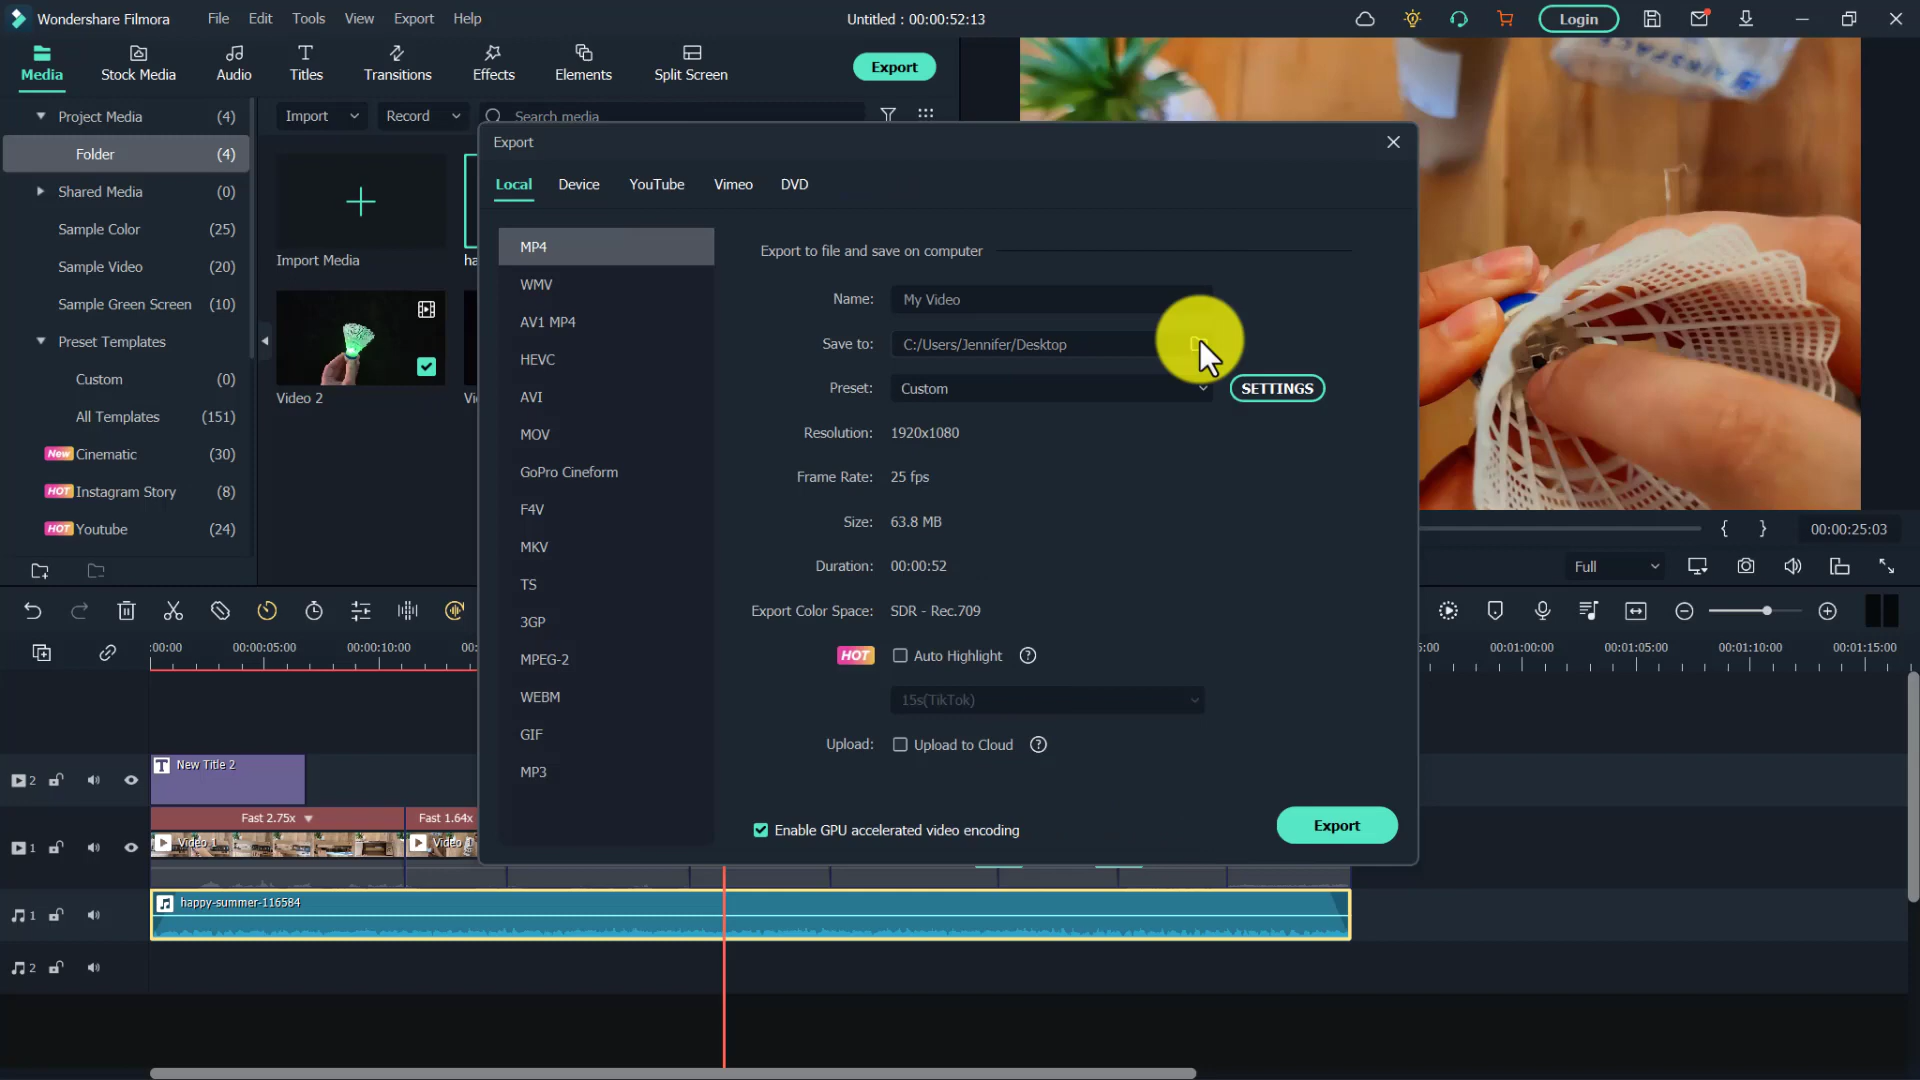 Wondershare Filmora File Edit Tools View Export Help Untitled : 00:00:52:13 Login
Media Stock Media Audio Titles Transitions Effects Elements Split Screen Export
Project Media (4)
Folder (4)
Shared Media (0)
Sample Color (25)
Sample Video (20)
Sample Green Screen (10)
Preset Templates
Custom (0)
All Templates (151)
New Cinematic (30)
HOT Instagram Story (8)
HOT Youtube (24)
Import Record Search media
Import Media
Video 2
Export
Local Device YouTube Vimeo DVD
MP4
WMV
AV1 MP4
HEVC
AVI
MOV
GoPro Cineform
F4V
MKV
TS
3GP
MPEG-2
WEBM
GIF
MP3
Export to file and save on computer
Name: My Video
Save to: C:/Users/Jennifer/Desktop
Preset: Custom SETTINGS
Resolution: 1920x1080
Frame Rate: 25 fps
Size: 63.8 MB
Duration: 00:00:52
Export Color Space: SDR - Rec.709
HOT Auto Highlight
15s(TikTok)
Upload: Upload to Cloud
Enable GPU accelerated video encoding Export
00:00:25:03
Full
:00:00 00:00:05:00 00:00:10:00 00:01:00:00 00:01:05:00 00:01:10:00 00:01:15:00
2 New Title 2
Fast 2.75x Fast 1.64x
1 Video 1 Video 1
1 happy-summer-116584
2